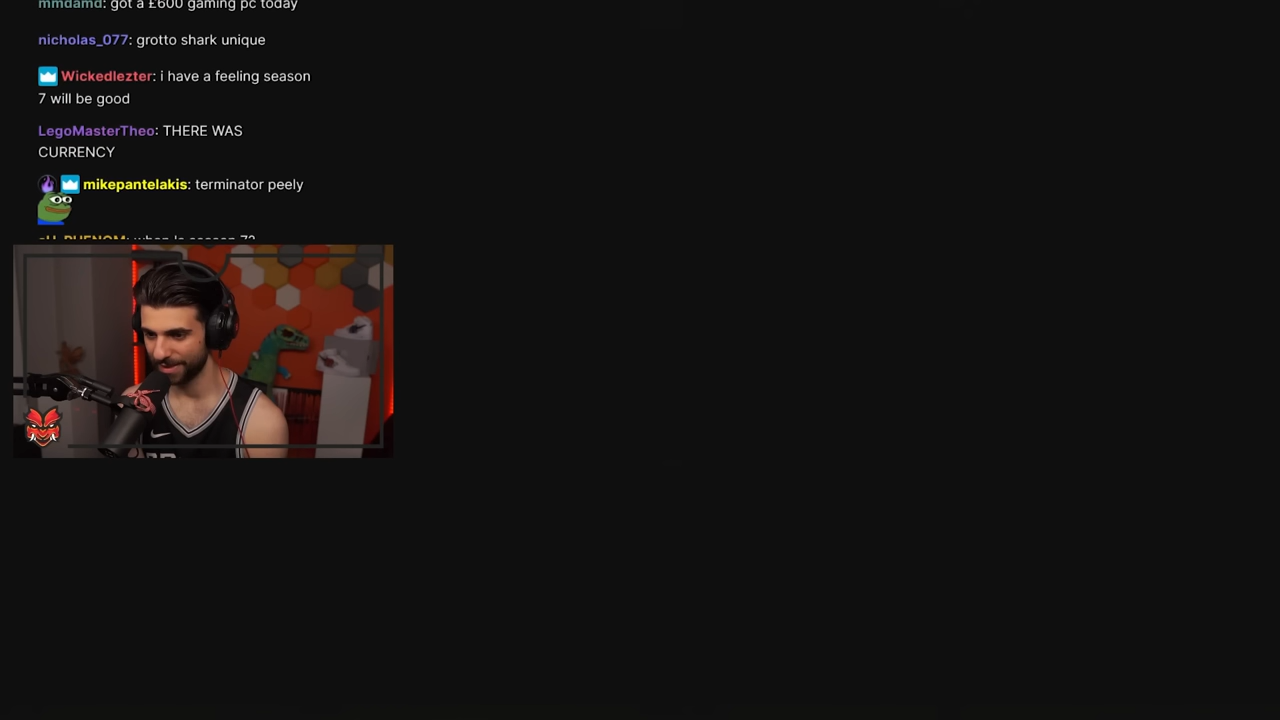 mmdamd: got a £600 gaming pc today
nicholas_077: grotto shark unique
Wickedlezter: i have a feeling season
7 will be good
LegoMasterTheo: THERE WAS
CURRENCY
mikepantelakis: terminator peely